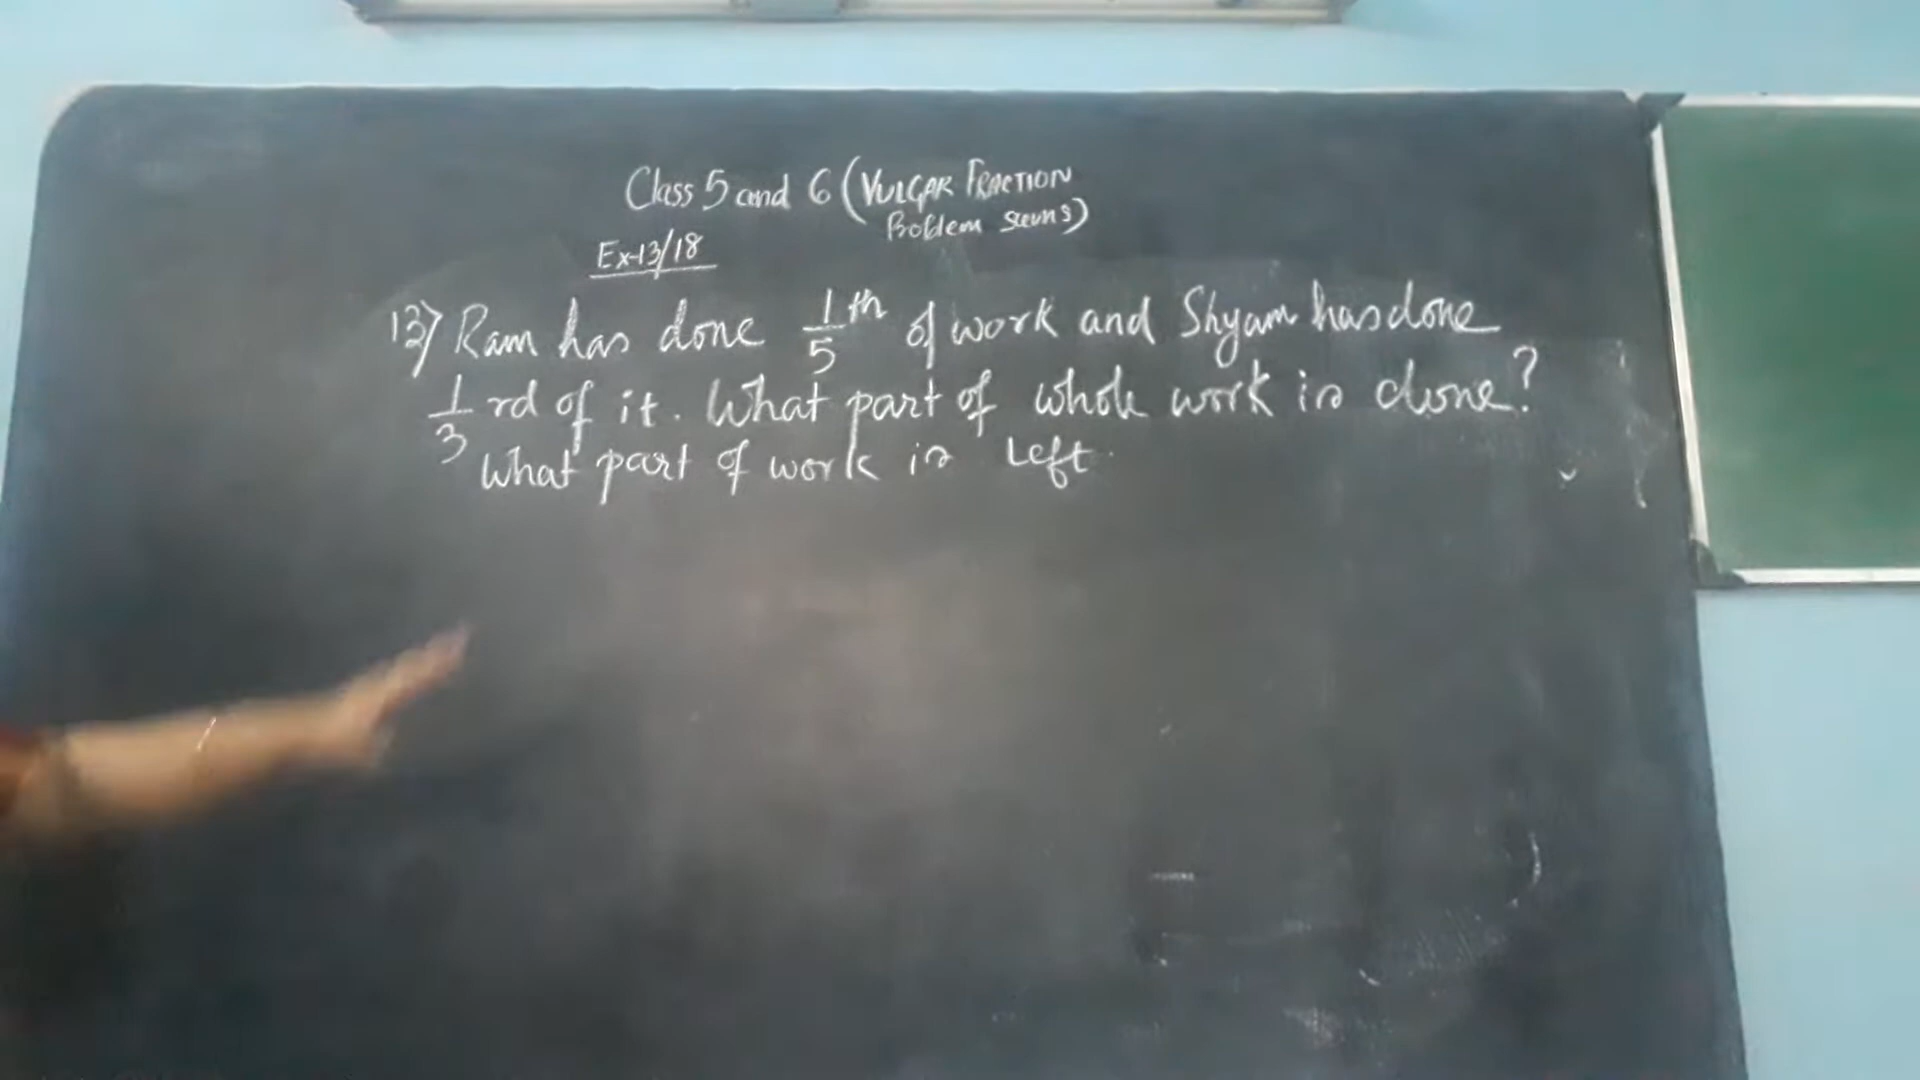 Class 5 and 6 (VULGAR FRACTION
Problem Sums)
Ex-13/18
13) Ram has done 1/5 th of work and Shyam has done
1/3 rd of it. What part of whole work is done?
What part of work is Left.